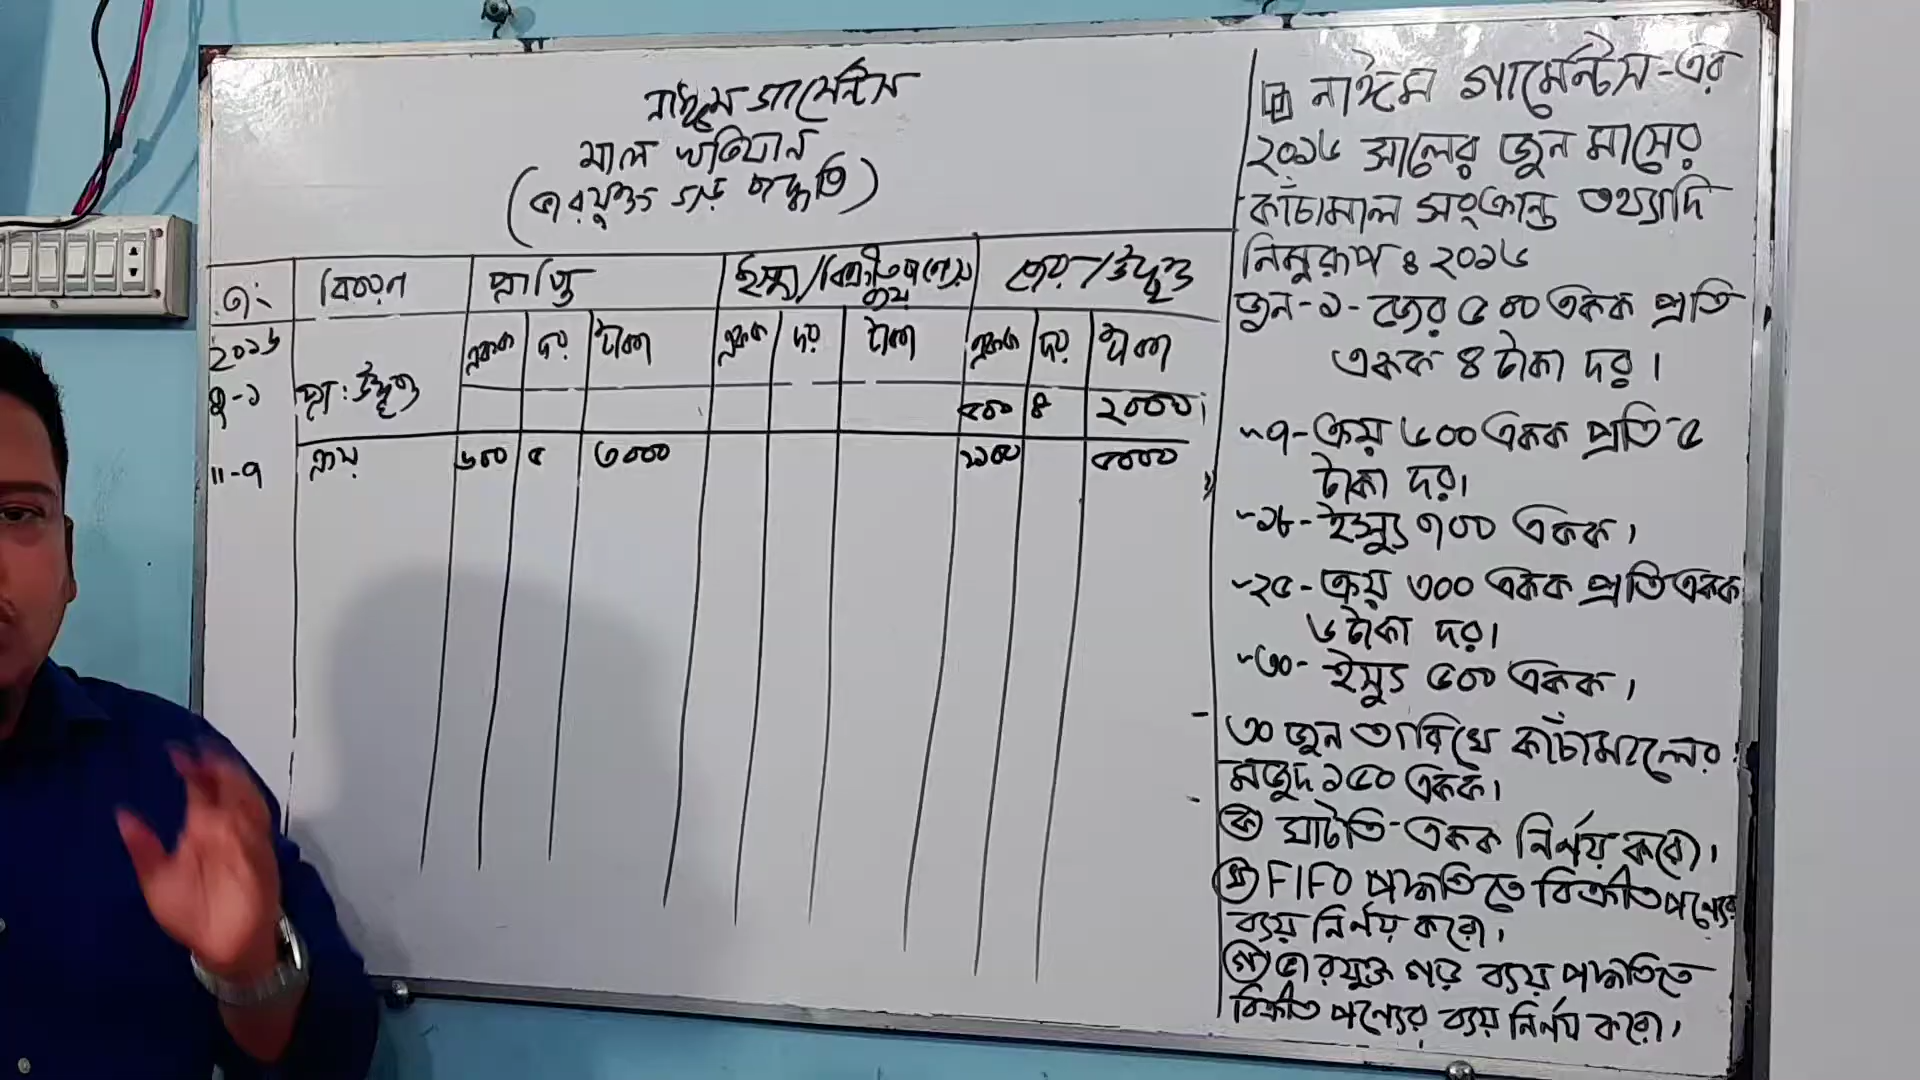 নাঈম গার্মেন্টস
মাল খতিয়ান
(ভারযুক্ত গড় পদ্ধতি)
তাং বিবরণ প্রাপ্তি ইস্যু/বিক্রীত পণ্যের ব্যয় জের/উদ্বৃত্ত
২০১৬ একক দর টাকা একক দর টাকা একক দর টাকা
জু-১ প্রা: উদ্বৃত্ত ৫০০ ৪ ২০০০
"-৭ ক্রয় ৬০০ ৫ ৩০০০ ১১০০ ৫০০০
নাঈম গার্মেন্টস-এর
২০১৬ সালের জুন মাসের
কাঁচামাল সংক্রান্ত তথ্যাদি
নিম্নরূপ : ২০১৬
জুন-১- জের ৫০০ একক প্রতি
একক ৪ টাকা দর।
"-৭- ক্রয় ৬০০ একক প্রতি ৫
টাকা দর।
"-১৮- ইস্যু ৭০০ একক।
"-২৫- ক্রয় ৩০০ একক প্রতি একক
৬ টাকা দর।
"-৩০- ইস্যু ৫০০ একক।
৩০ জুন তারিখে কাঁচামালের
মজুদ ১৫০ একক।
(ক) ঘাটতি একক নির্ণয় করো।
(খ) FIFO পদ্ধতিতে বিক্রীত পণ্যের
ব্যয় নির্ণয় করো।
(গ) ভারযুক্ত গড় ব্যয় পদ্ধতিতে
বিক্রীত পণ্যের ব্যয় নির্ণয় করো।